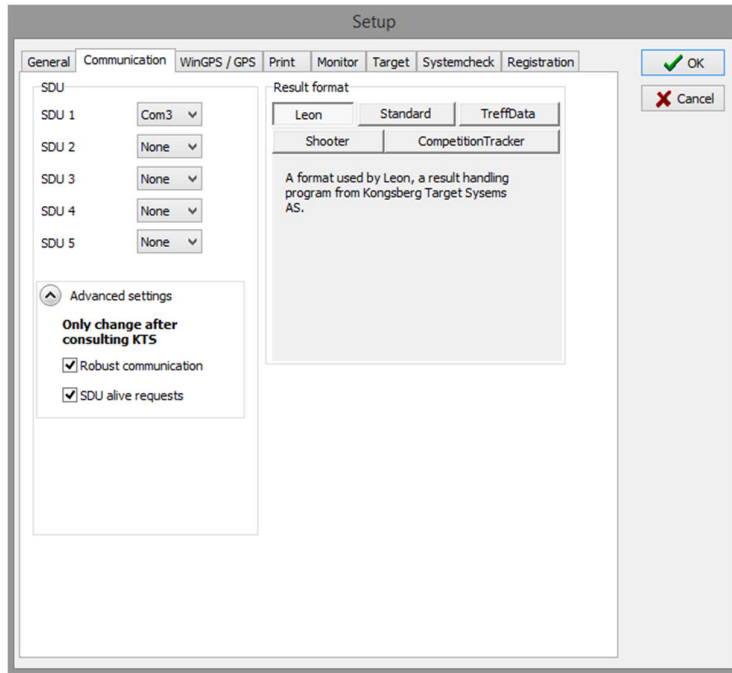 Setup
General Communication WinGPS / GPS Print Monitor Target Systemcheck Registration
OK
Cancel
SDU
SDU 1 Com3
SDU 2 None
SDU 3 None
SDU 4 None
SDU 5 None
Advanced settings
Only change after
consulting KTS
Robust communication
SDU alive requests
Result format
Leon Standard TreffData
Shooter CompetitionTracker
A format used by Leon, a result handling
program from Kongsberg Target Sysems
AS.